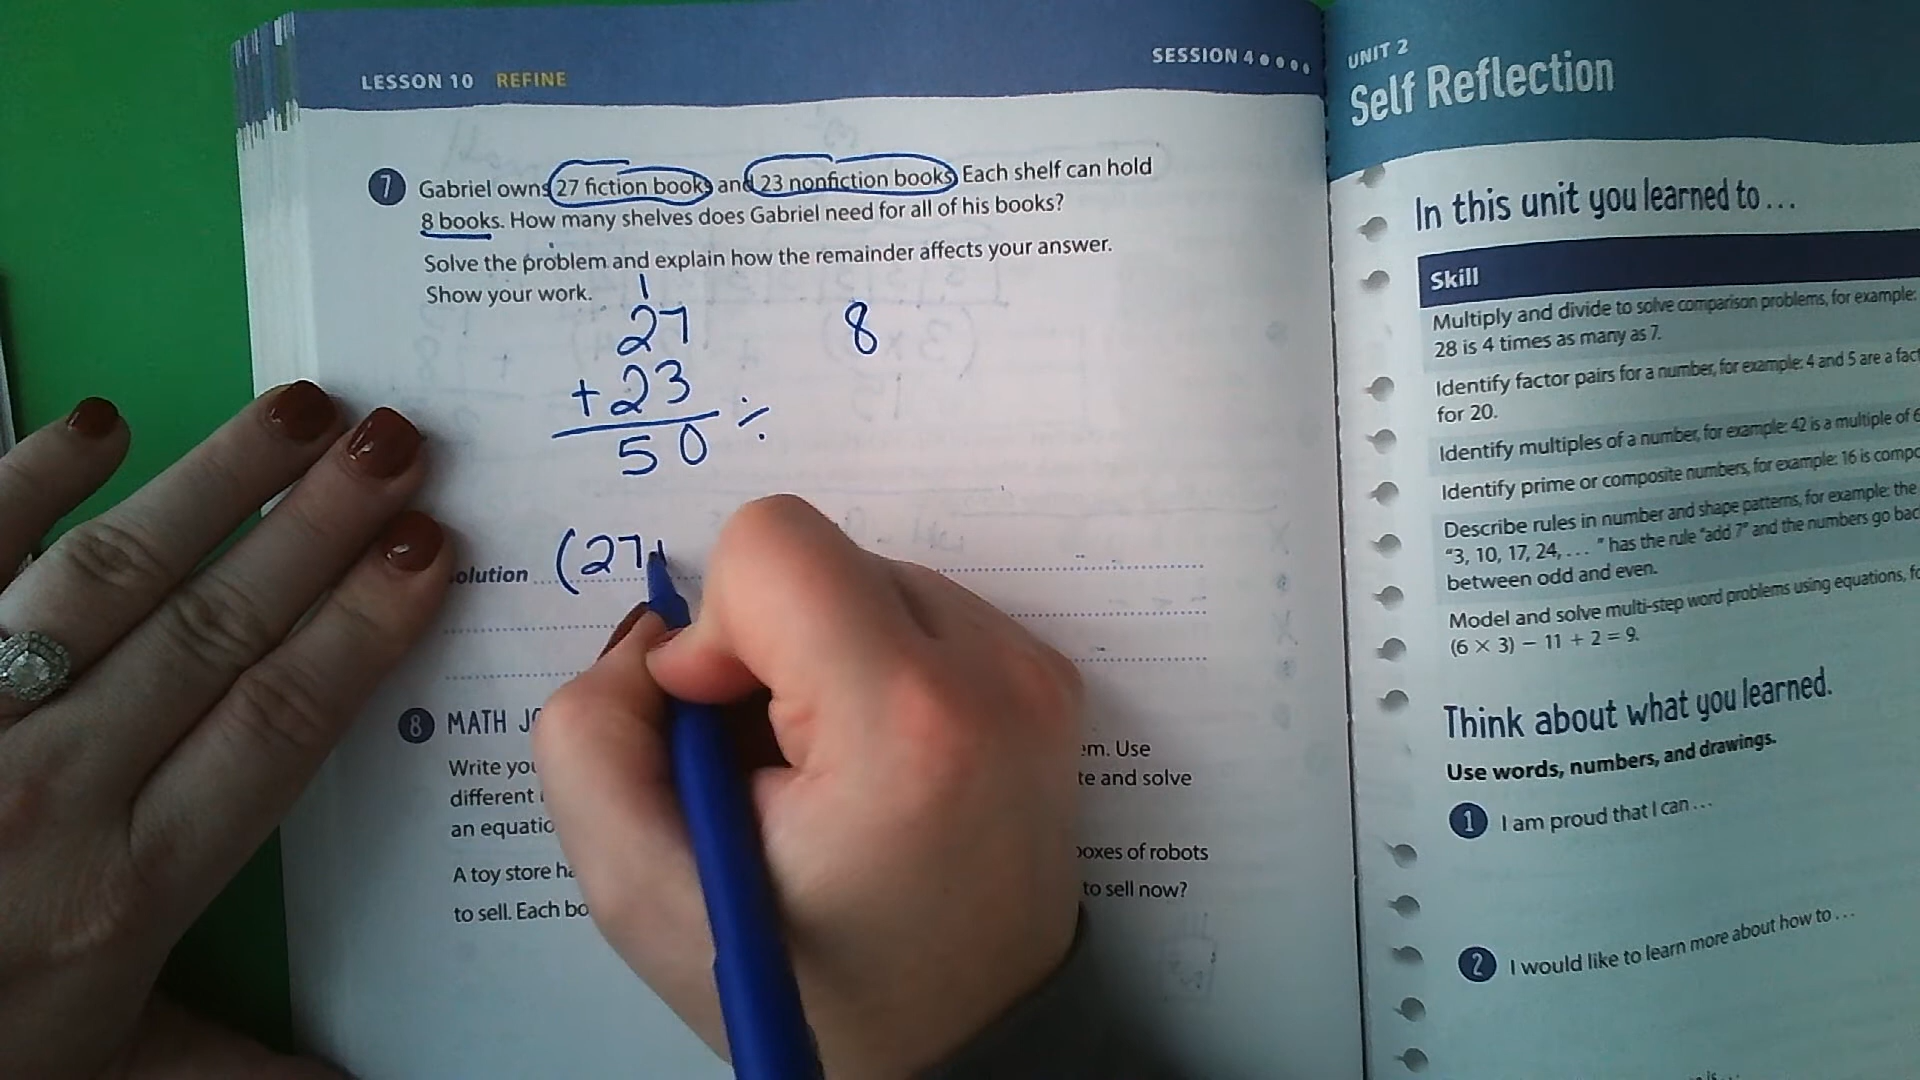 LESSON 10 REFINE
SESSION 4
7 Gabriel owns 27 fiction books and 23 nonfiction books. Each shelf can hold
8 books. How many shelves does Gabriel need for all of his books?
Solve the problem and explain how the remainder affects your answer.
Show your work.
1
27
8
+ 23
÷
50
olution (27
8 MATH
Write
em. Use
different
te and solve
an
A toy store
boxes of robots
to sell. Each
to sell now?
UNIT 2
Self Reflection
In this unit you learned to ...
Skill
Multiply and divide to solve comparison problems, for example:
28 is 4 times as many as 7.
Identify factor pairs for a number, for example: 4 and 5 are a
for 20.
Identify multiples of a number, for example: 42 is a multiple of
Identify prime or composite numbers, for example: 16 is
Describe rules in number and shape patterns, for example: the
"3, 10, 17, 24, ... " has the rule "add 7" and the numbers go
between odd and even.
Model and solve multi-step word problems using equations,
(6 × 3) − 11 + 2 = 9.
Think about what you learned.
Use words, numbers, and drawings.
1 I am proud that I can ...
2 I would like to learn more about how to ...